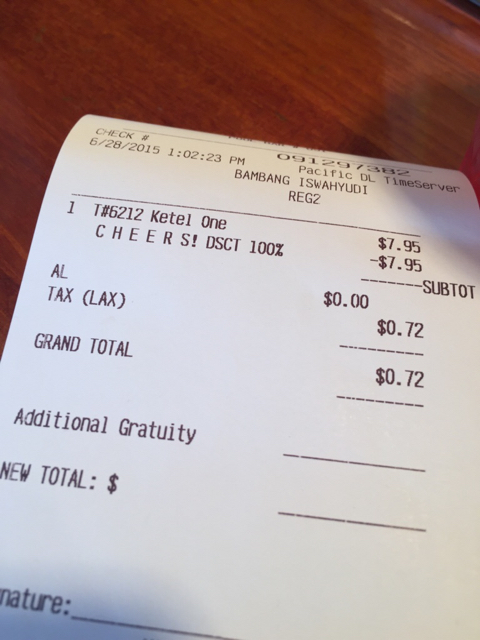 CHECK # 091297382
6/28/2015 1:02:23 PM Pacific DL TimeServer
BAMBANG ISWAHYUDI
REG2
1 T#6212 Ketel One $7.95
C H E E R S! DSCT 100% -$7.95
-------SUBTOT
AL $0.00
TAX (LAX) $0.72
GRAND TOTAL $0.72
Additional Gratuity
NEW TOTAL: $
nature: